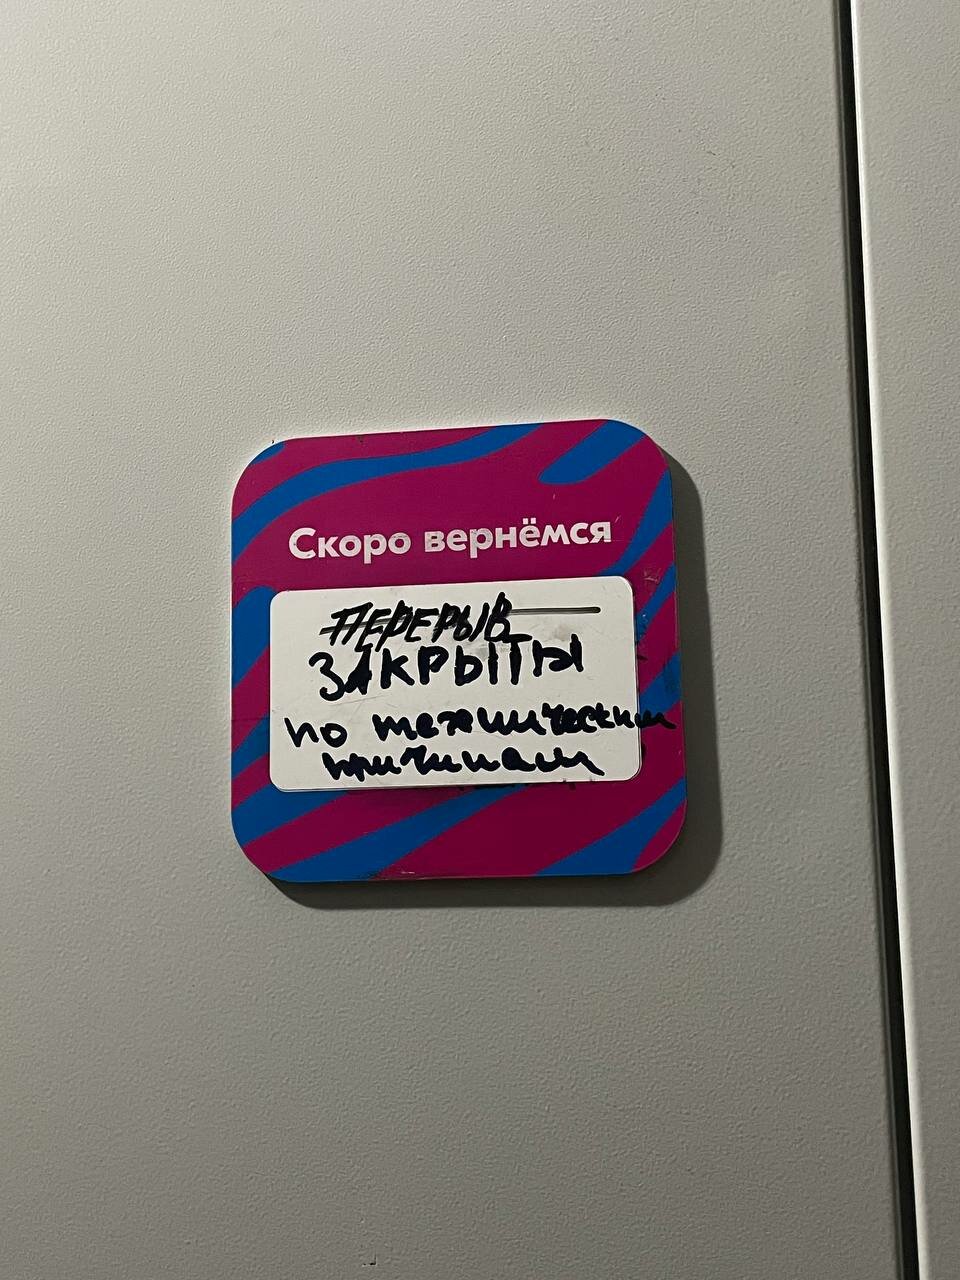 Скоро вернёмся
ПЕРЕРЫВ
ЗАКРЫТЫ
по техническим
причинам